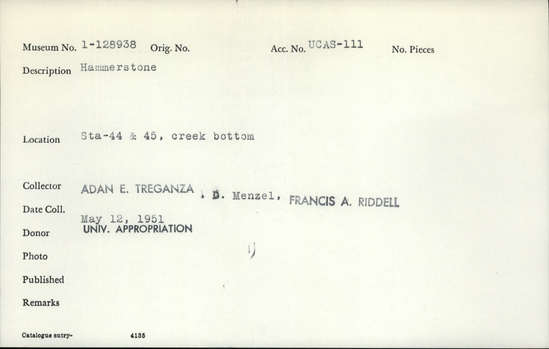 Museum No. 1-128938 Orig. No. Acc. No. UCAS-111 No. Pieces
Description Hammerstone
Location Sta-44 & 45, creek bottom
Collector ADAN E. TREGANZA, D. Menzel, FRANCIS A. RIDDELL
Date Coll. May 12, 1951
Donor UNIV. APPROPRIATION
Photo
Published
Remarks
Catalogue entry- 4135